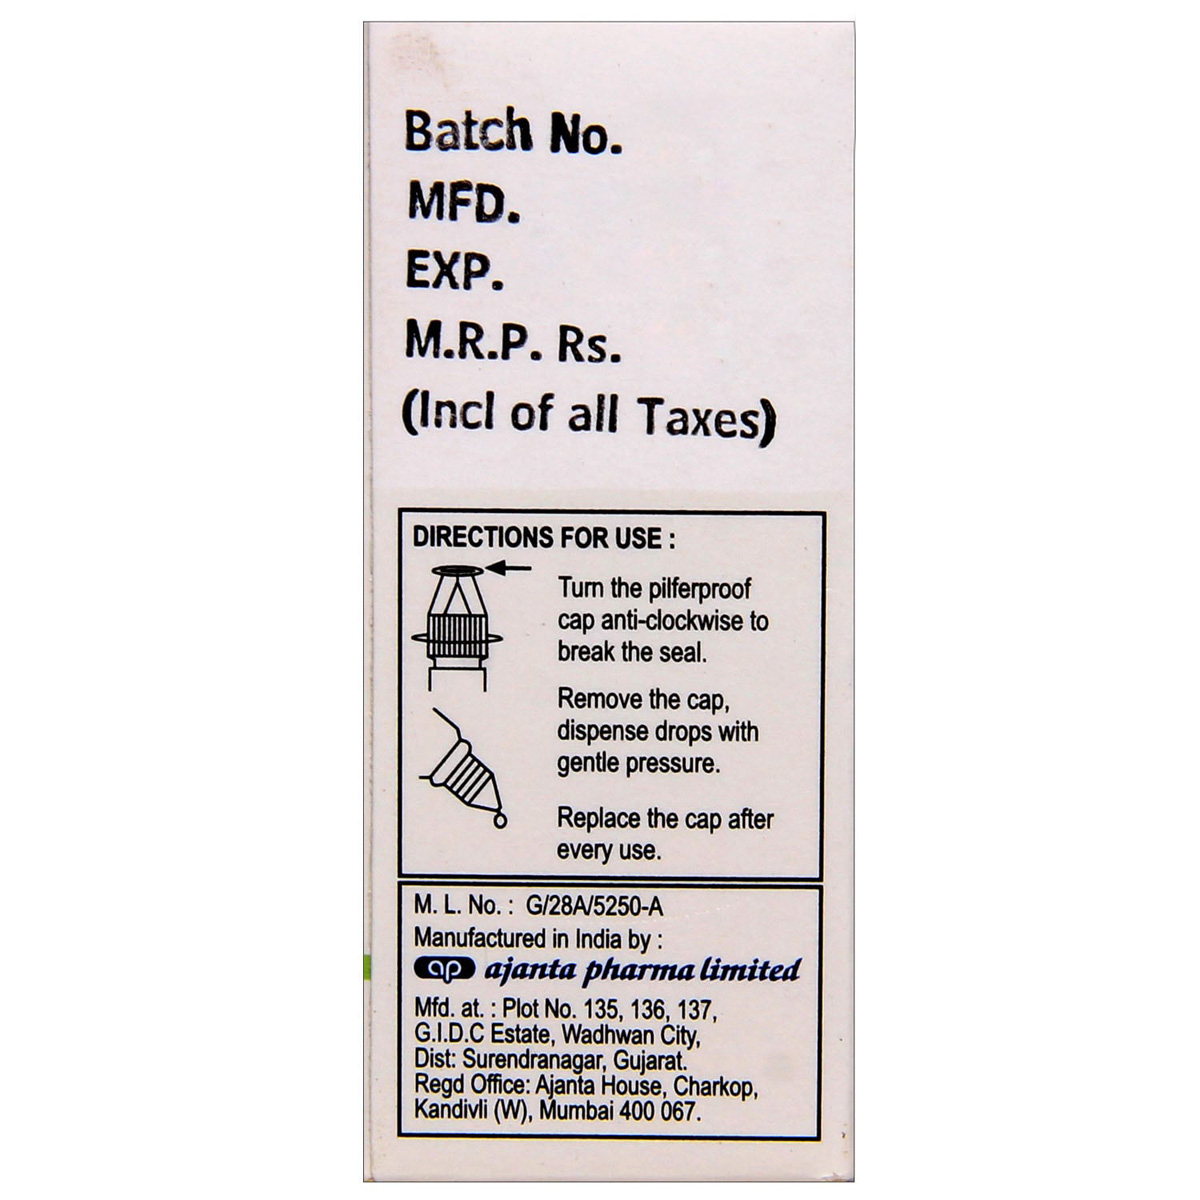 Batch No.
MFD.
EXP.
M.R.P. Rs.
(Incl of all Taxes)
DIRECTIONS FOR USE :
Turn the pilferproof
cap anti-clockwise to
break the seal.
Remove the cap,
dispense drops with
gentle pressure.
Replace the cap after
every use.
M. L. No. : G/28A/5250-A
Manufactured in India by :
ap ajanta pharma limited
Mfd. at. : Plot No. 135, 136, 137,
G.I.D.C Estate, Wadhwan City,
Dist: Surendranagar, Gujarat.
Regd Office: Ajanta House, Charkop,
Kandivli (W), Mumbai 400 067.